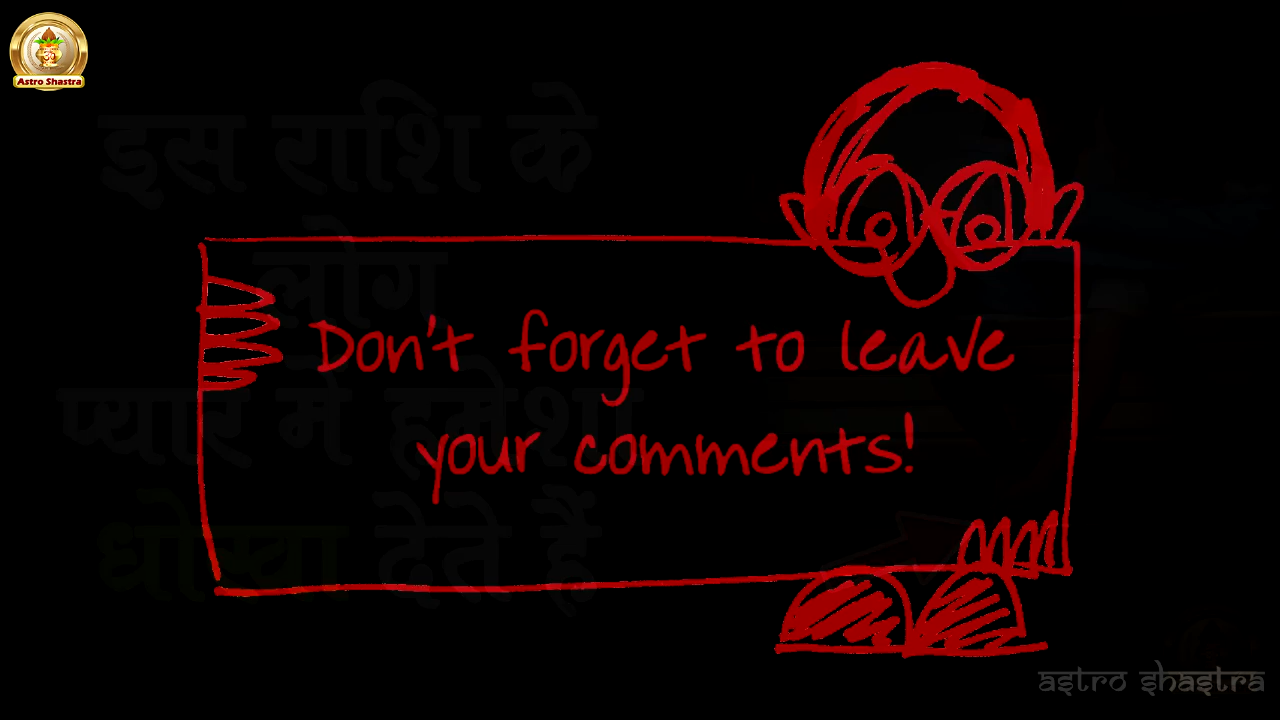 Astro Shastra
इस राशि के
लोग
Don't forget to leave
प्यार में हमेशा
your comments!
धोखा देते हैं
astro shastra